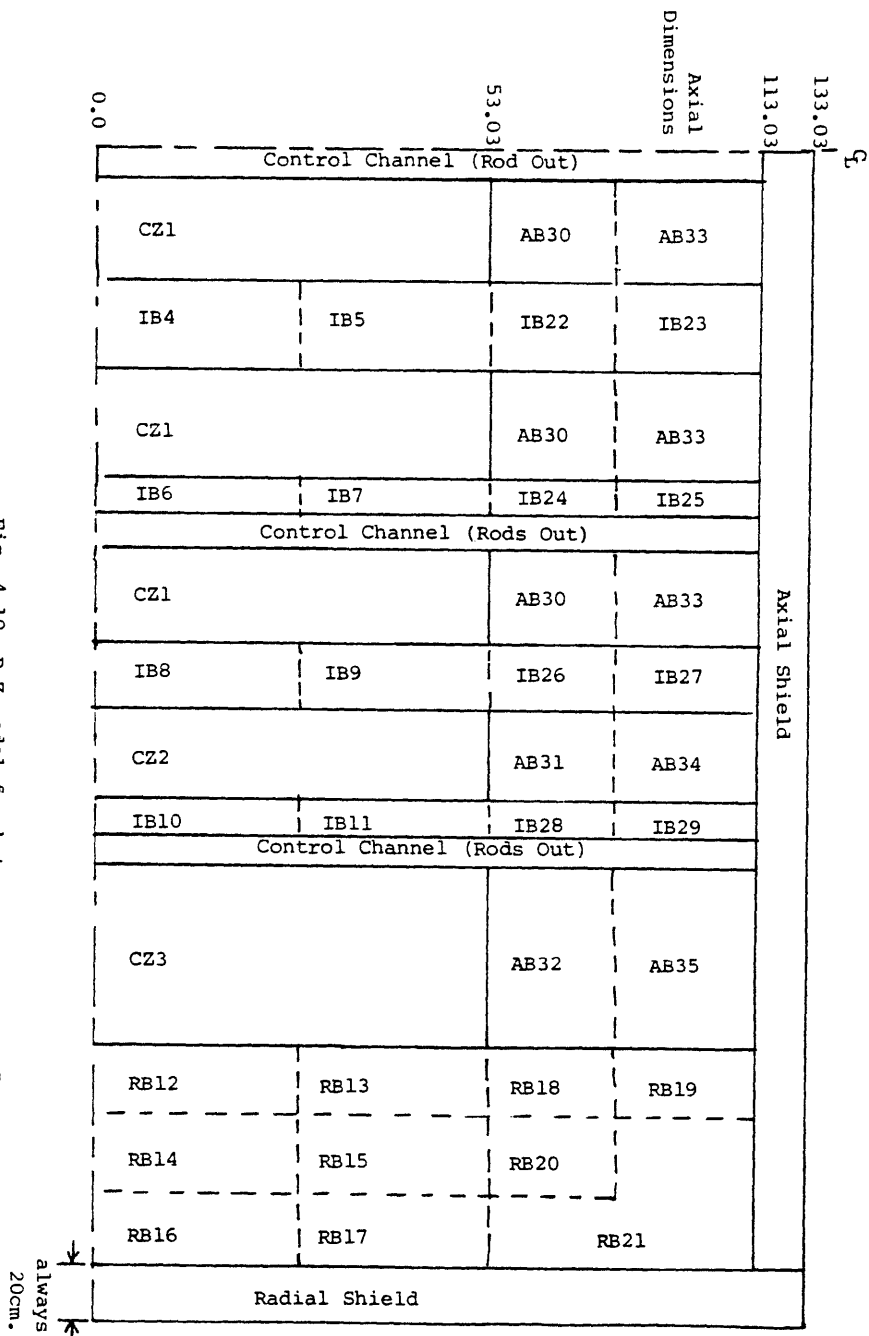 ℄
133.03
113.03
Axial
Dimensions
53.03
0.0
Control Channel (Rod Out)
CZ1
AB30
AB33
IB4
IB5
IB22
IB23
CZ1
AB30
AB33
IB6
IB7
IB24
IB25
Control Channel (Rods Out)
CZ1
AB30
AB33
Axial Shield
IB8
IB9
IB26
IB27
CZ2
AB31
AB34
IB10
IB11
IB28
IB29
Control Channel (Rods Out)
CZ3
AB32
AB35
RB12
RB13
RB18
RB19
RB14
RB15
RB20
RB16
RB17
RB21
Radial Shield
always
20cm.